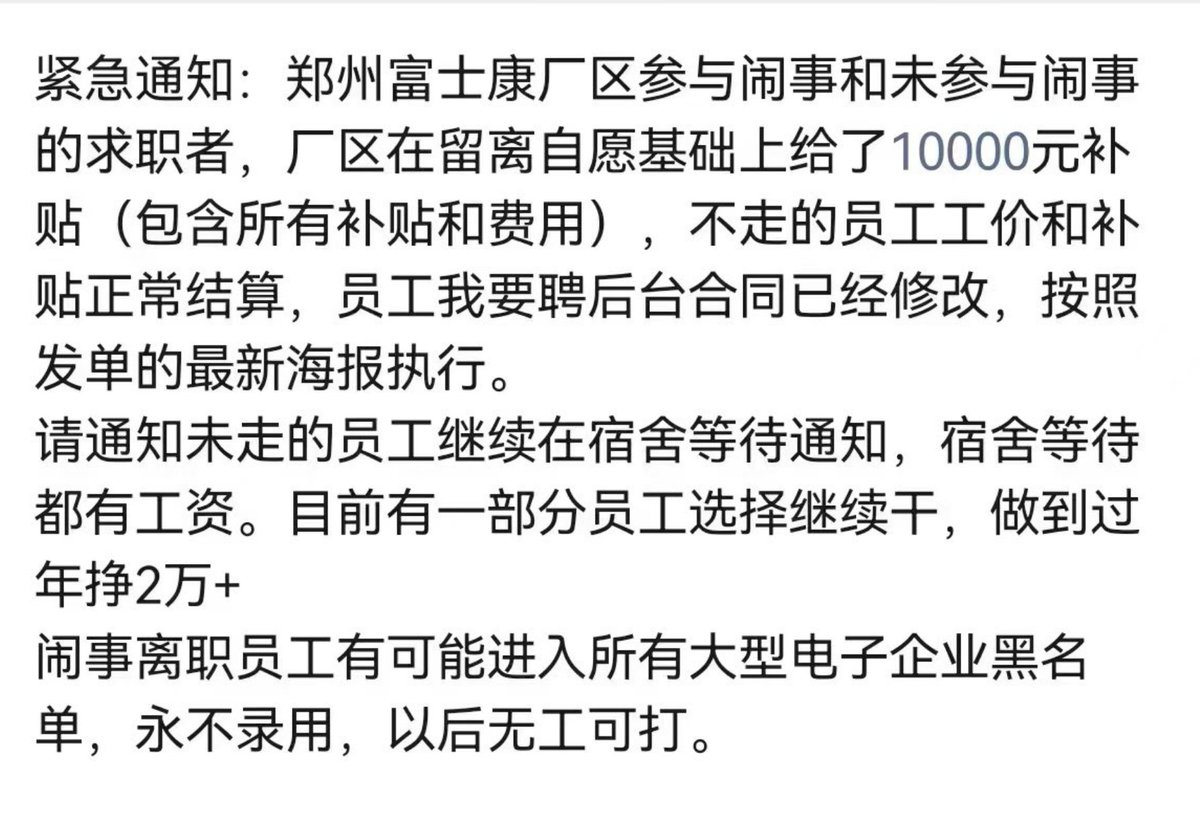 紧急通知：郑州富士康厂区参与闹事和未参与闹事
的求职者，厂区在留离自愿基础上给了10000元补
贴（包含所有补贴和费用），不走的员工工价和补
贴正常结算，员工我要聘后台合同已经修改，按照
发单的最新海报执行。
请通知未走的员工继续在宿舍等待通知，宿舍等待
都有工资。目前有一部分员工选择继续干，做到过
年挣2万+
闹事离职员工有可能进入所有大型电子企业黑名
单，永不录用，以后无工可打。